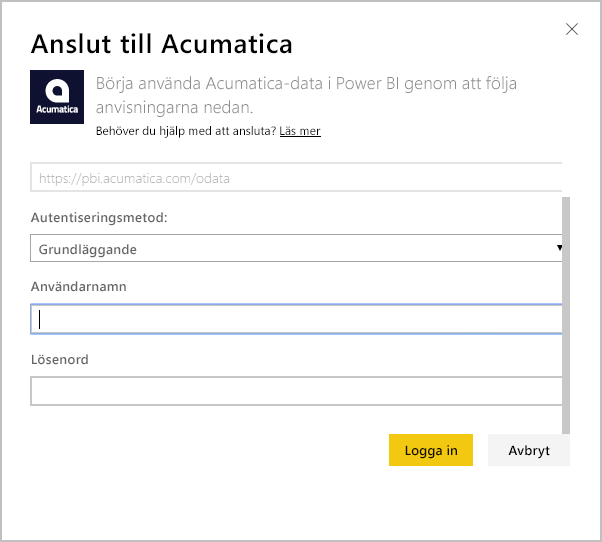 Anslut till Acumatica
Acumatica
Börja använda Acumatica-data i Power BI genom att följa
anvisningarna nedan.
Behöver du hjälp med att ansluta? Läs mer
https://pbi.acumatica.com/odata
Autentiseringsmetod:
Grundläggande
Användarnamn
Lösenord
Logga in
Avbryt